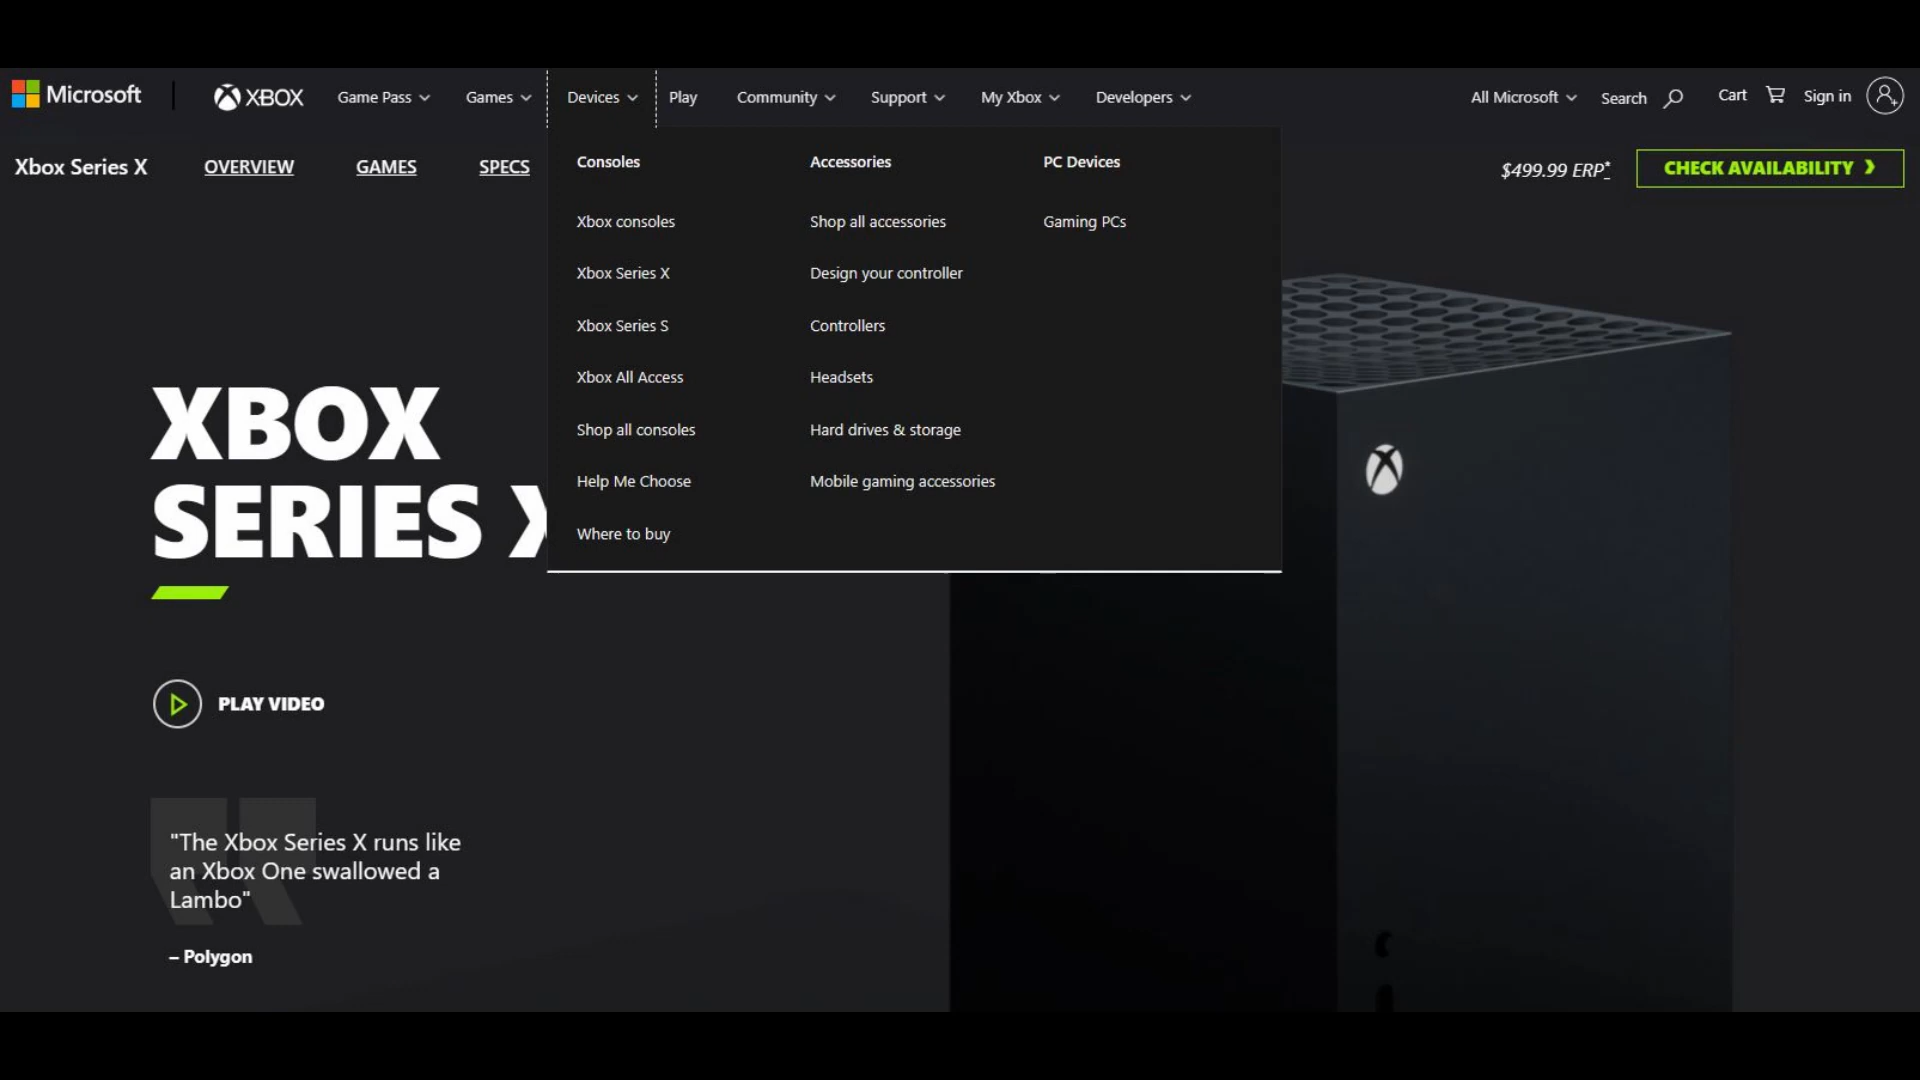 Microsoft XBOX Game Pass Games Devices Play Community Support My Xbox Developers All Microsoft Search Cart Sign in
Xbox Series X OVERVIEW GAMES SPECS $499.99 ERP* CHECK AVAILABILITY
Consoles
Xbox consoles
Xbox Series X
Xbox Series S
Xbox All Access
Shop all consoles
Help Me Choose
Where to buy
Accessories
Shop all accessories
Design your controller
Controllers
Headsets
Hard drives & storage
Mobile gaming accessories
PC Devices
Gaming PCs
XBOX
SERIES X
PLAY VIDEO
"The Xbox Series X runs like
an Xbox One swallowed a
Lambo"
– Polygon